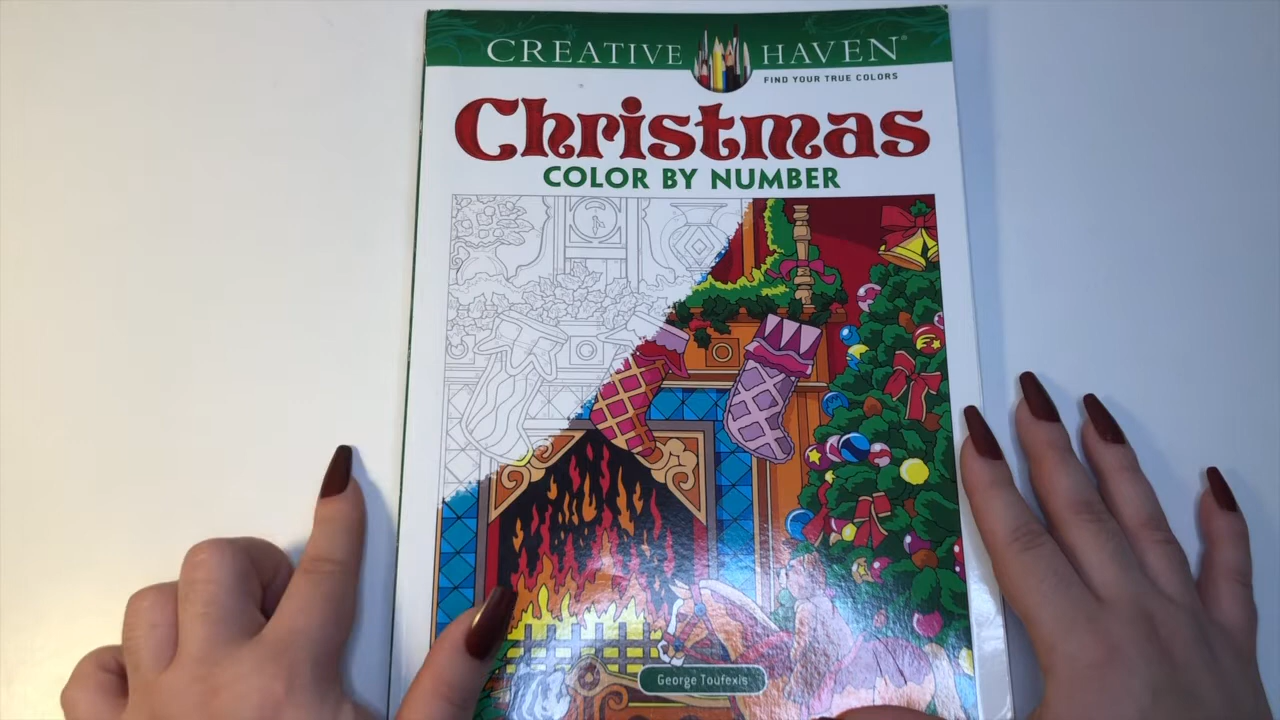 CREATIVE HAVEN®
FIND YOUR TRUE COLORS
Christmas
COLOR BY NUMBER
George Toufexis